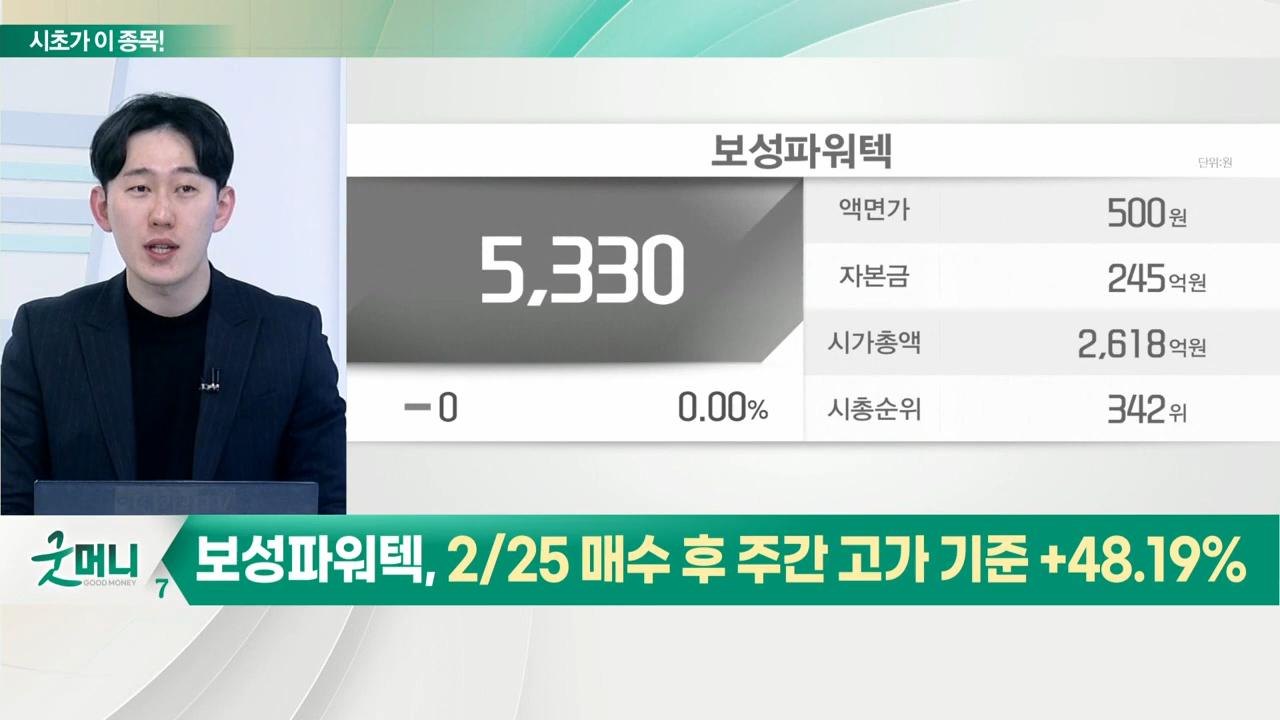 시초가 이 종목!
보성파워텍
단위:원
5,330
0 0.00%
액면가 500원
자본금 245억원
시가총액 2,618억원
시총순위 342위
굿머니
GOOD MONEY
7
보성파워텍, 2/25 매수 후 주간 고가 기준 +48.19%